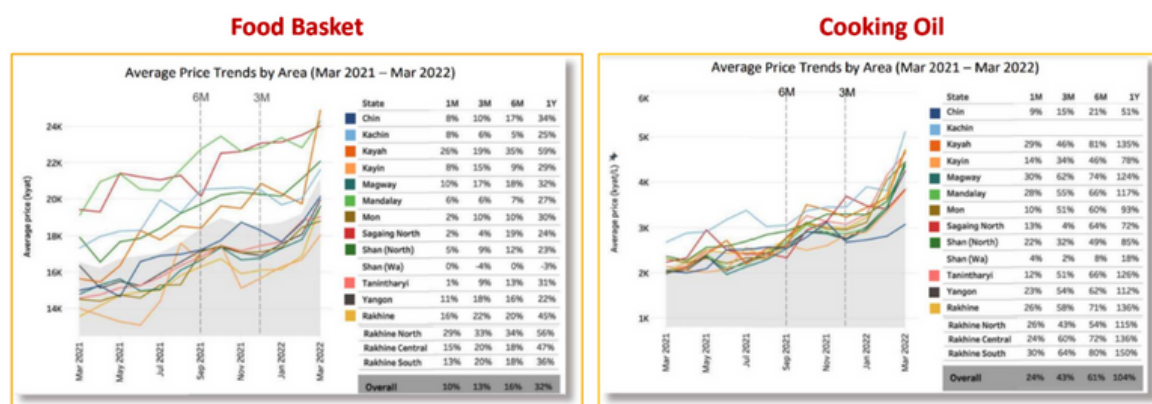 Food Basket
Average Price Trends by Area (Mar 2021 – Mar 2022)
6M 3M
24K
22K
20K
18K
16K
14K
Average price (kyat)
Mar 2021
May 2021
Jul 2021
Sep 2021
Nov 2021
Jan 2022
Mar 2022
State 1M 3M 6M 1Y
Chin 8% 10% 17% 34%
Kachin 8% 6% 5% 25%
Kayah 26% 19% 35% 59%
Kayin 8% 15% 9% 29%
Magway 10% 17% 18% 32%
Mandalay 6% 6% 7% 27%
Mon 2% 10% 10% 30%
Sagaing North 2% 4% 19% 24%
Shan (North) 5% 9% 12% 23%
Shan (Wa) 0% -4% 0% -3%
Tanintharyi 1% 9% 13% 31%
Yangon 11% 18% 16% 22%
Rakhine 16% 22% 20% 45%
Rakhine North 29% 33% 34% 56%
Rakhine Central 15% 20% 18% 47%
Rakhine South 13% 20% 18% 36%
Overall 10% 13% 16% 32%
Cooking Oil
Average Price Trends by Area (Mar 2021 – Mar 2022)
6M 3M
6K
5K
4K
3K
2K
1K
Average price (kyat/L)
Mar 2021
May 2021
Jul 2021
Sep 2021
Nov 2021
Jan 2022
Mar 2022
State 1M 3M 6M 1Y
Chin 9% 15% 21% 51%
Kachin
Kayah 29% 46% 81% 135%
Kayin 14% 34% 46% 78%
Magway 30% 62% 74% 124%
Mandalay 28% 55% 66% 117%
Mon 10% 51% 60% 93%
Sagaing North 13% 4% 64% 72%
Shan (North) 22% 32% 49% 85%
Shan (Wa) 4% 2% 8% 18%
Tanintharyi 12% 51% 66% 126%
Yangon 23% 54% 62% 112%
Rakhine 26% 58% 71% 136%
Rakhine North 26% 43% 54% 115%
Rakhine Central 24% 60% 72% 136%
Rakhine South 30% 64% 80% 150%
Overall 24% 43% 61% 104%